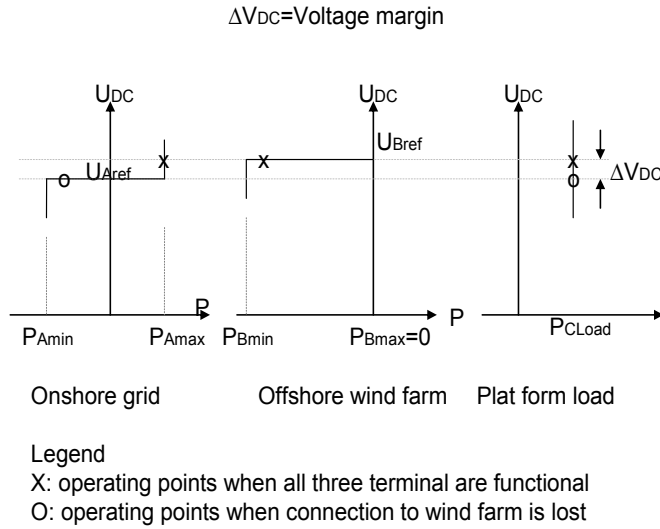 ΔVDC=Voltage margin
UDC UDC UDC
UBref
X X X
UAref O O ΔVDC
P P
PAmin PAmax PBmin PBmax=0 PCLoad
Onshore grid Offshore wind farm Plat form load
Legend
X: operating points when all three terminal are functional
O: operating points when connection to wind farm is lost